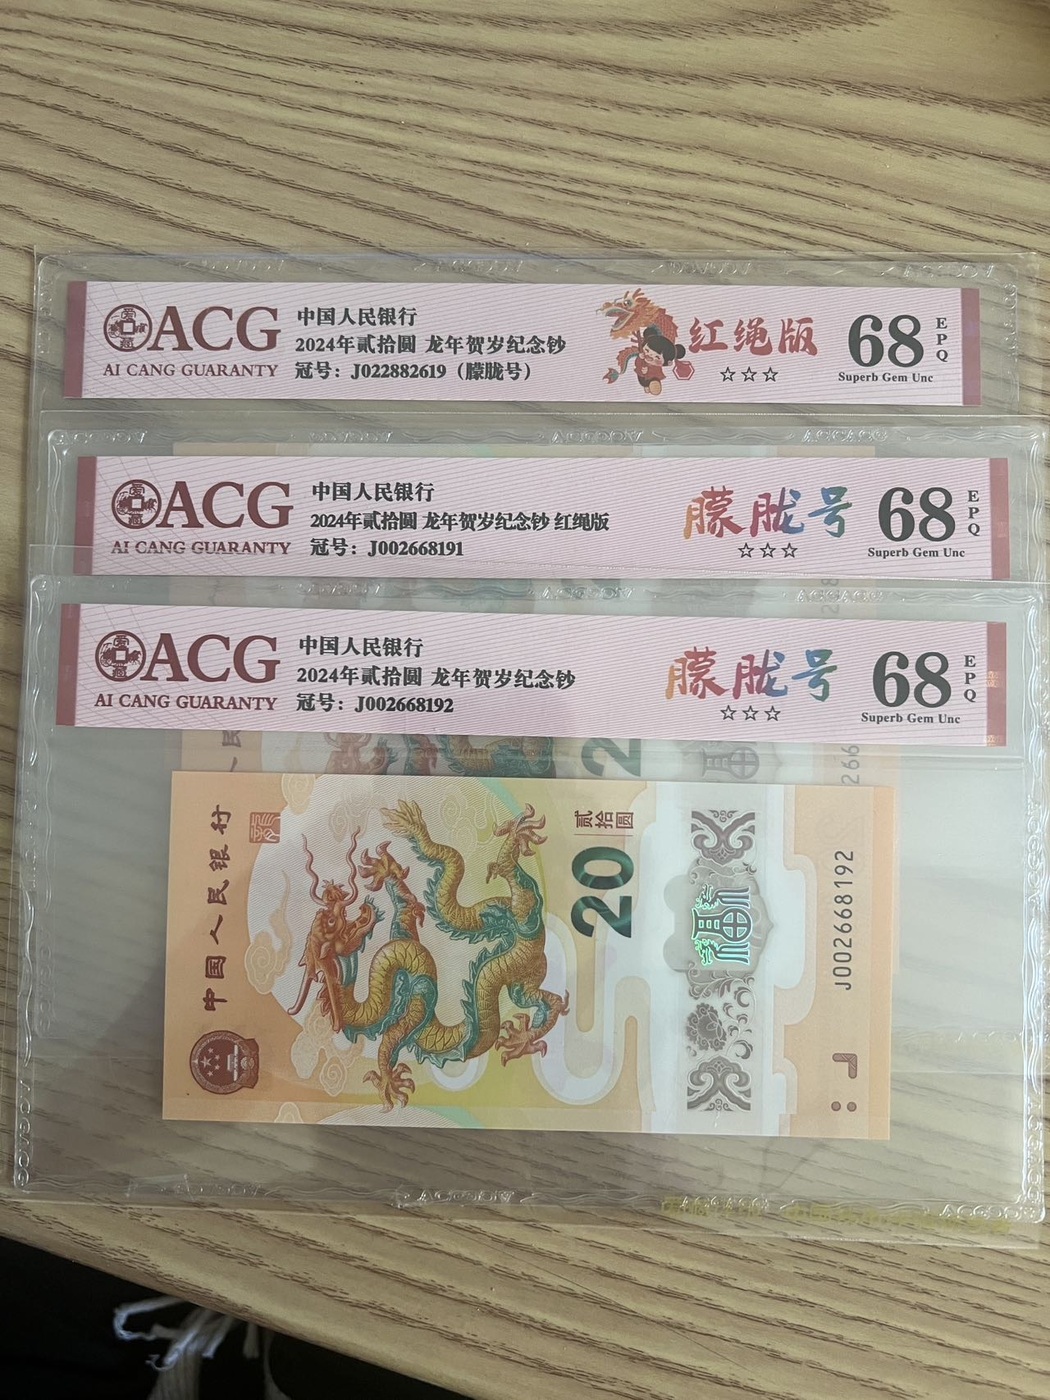 ACG
AI CANG GUARANTY
中国人民银行
2024年贰拾圆 龙年贺岁纪念钞
冠号：J022882619（朦胧号）
红绳版
☆☆☆
68
EPQ
Superb Gem Unc
ACG
AI CANG GUARANTY
中国人民银行
2024年贰拾圆 龙年贺岁纪念钞 红绳版
冠号：J002668191
朦胧号
☆☆☆
68
EPQ
Superb Gem Unc
ACG
AI CANG GUARANTY
中国人民银行
2024年贰拾圆 龙年贺岁纪念钞
冠号：J002668192
朦胧号
☆☆☆
68
EPQ
Superb Gem Unc
中国人民银行
贰拾圆
20
福
J002668192